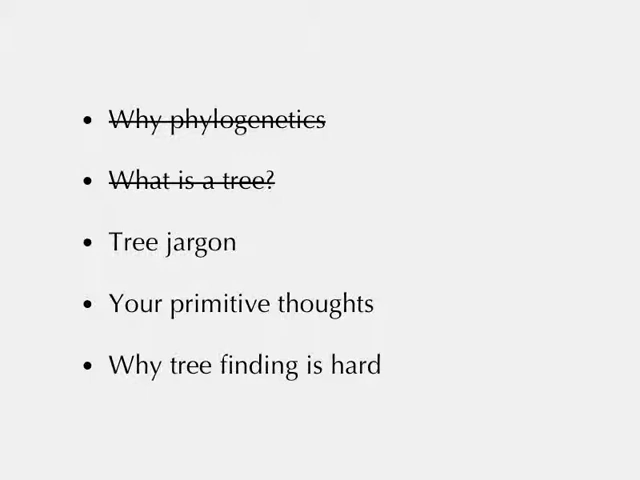 • Why phylogenetics
• What is a tree?
• Tree jargon
• Your primitive thoughts
• Why tree finding is hard